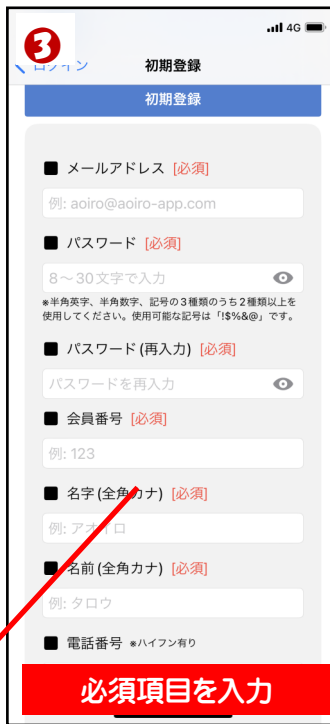 4G
3
ログイン 初期登録
初期登録
■ メールアドレス [必須]
例: aoiro@aoiro-app.com
■ パスワード [必須]
8〜30文字で入力
※半角英字、半角数字、記号の3種類のうち2種類以上を
使用してください。使用可能な記号は「!$%&@」です。
■ パスワード(再入力) [必須]
パスワードを再入力
■ 会員番号 [必須]
例: 123
■ 名字(全角カナ) [必須]
例: アオイロ
■ 名前(全角カナ) [必須]
例: タロウ
■ 電話番号 ※ハイフン有り
必須項目を入力